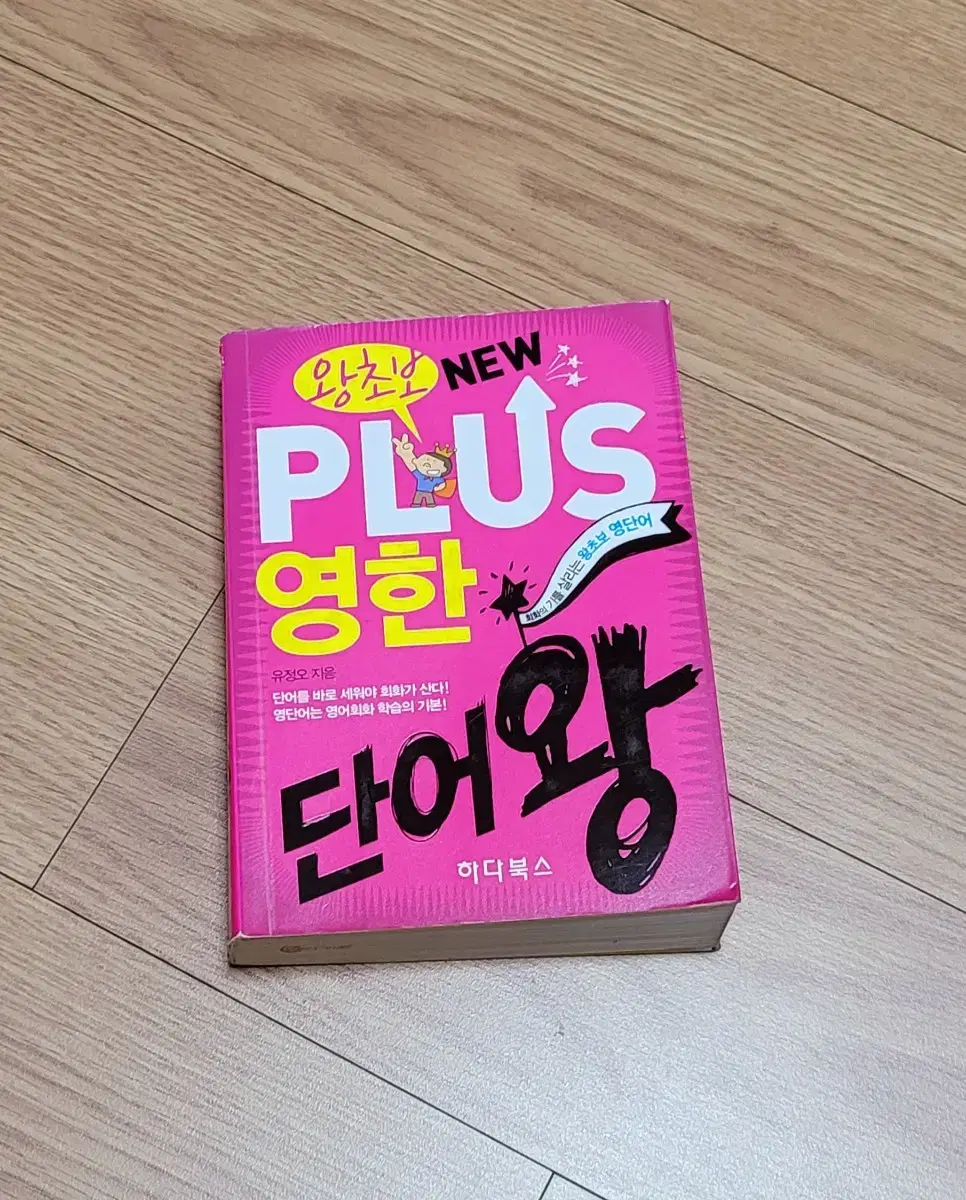 왕초보 NEW
PLUS
영한
회화의 기를 살리는 왕초보 영단어
유정오 지음
단어를 바로 세워야 회화가 산다!
영단어는 영어회화 학습의 기본!
단어왕
하다북스